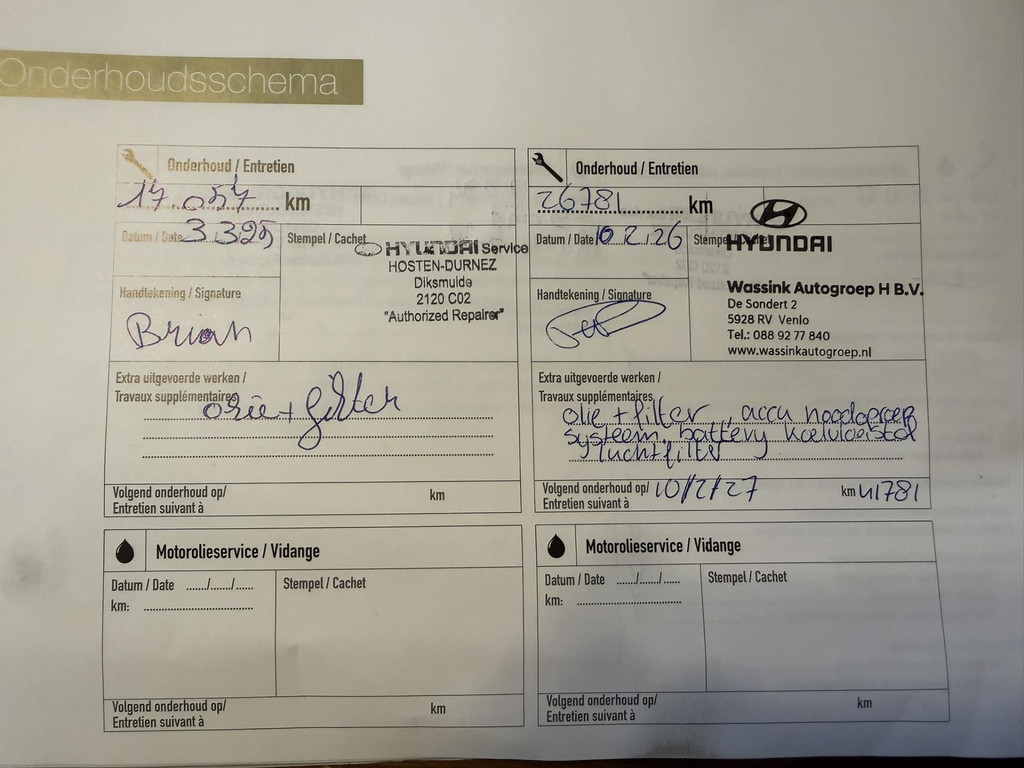 Onderhoudsschema
Onderhoud / Entretien
17.057 km
Datum / Date 3.3.25
Stempel / Cachet
HYUNDAI Service
HOSTEN-DURNEZ
Diksmuide
2120 C02
"Authorized Repairer"
Handtekening / Signature
Brian
Extra uitgevoerde werken /
Travaux supplémentaires
olie + filter
Volgend onderhoud op/ km
Entretien suivant à
Onderhoud / Entretien
26781 km
Datum / Date 10.2.26
Stempel / Cachet
HYUNDAI
Wassink Autogroep H B.V.
De Sondert 2
5928 RV Venlo
Tel.: 088 92 77 840
www.wassinkautogroep.nl
Handtekening / Signature
Extra uitgevoerde werken /
Travaux supplémentaires
olie + filter, accu noodoproep
systeem, battery koelvloeistof
luchtfilter
Volgend onderhoud op/ 10/2/27 km 41781
Entretien suivant à
Motorolieservice / Vidange
Datum / Date ....../....../......
Stempel / Cachet
km: ................................
Volgend onderhoud op/ km
Entretien suivant à
Motorolieservice / Vidange
Datum / Date ....../....../......
Stempel / Cachet
km: ................................
Volgend onderhoud op/ km
Entretien suivant à